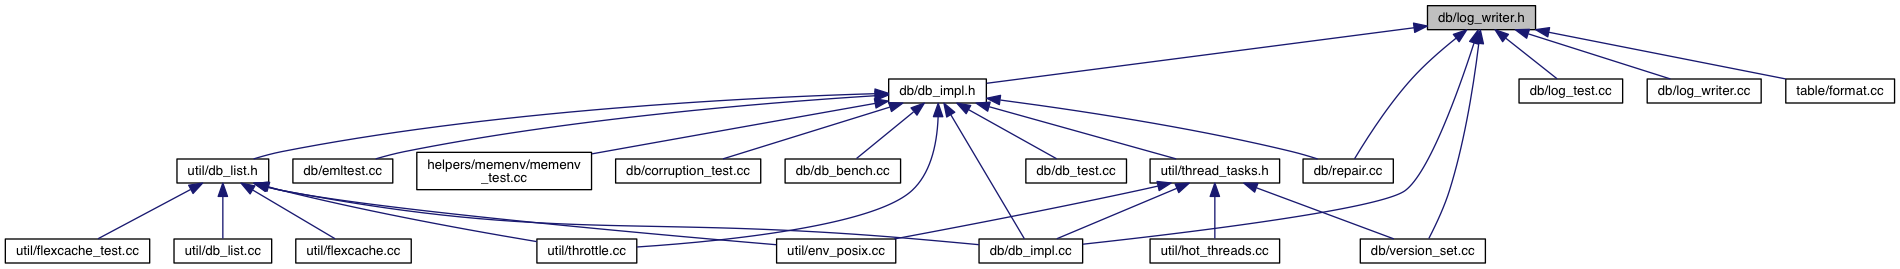 db/log_writer.h
db/db_impl.h
db/log_test.cc
db/log_writer.cc
table/format.cc
util/db_list.h
db/emltest.cc
helpers/memenv/memenv
_test.cc
db/corruption_test.cc
db/db_bench.cc
db/db_test.cc
util/thread_tasks.h
db/repair.cc
util/flexcache_test.cc
util/db_list.cc
util/flexcache.cc
util/throttle.cc
util/env_posix.cc
db/db_impl.cc
util/hot_threads.cc
db/version_set.cc